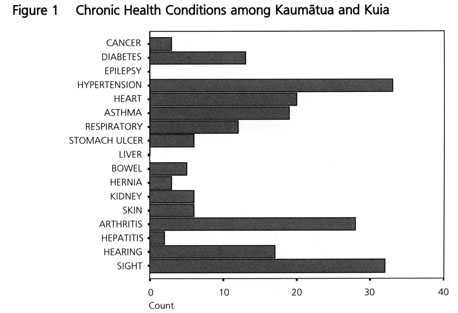 Figure 1 Chronic Health Conditions among Kaumātua and Kuia
CANCER
DIABETES
EPILEPSY
HYPERTENSION
HEART
ASTHMA
RESPIRATORY
STOMACH ULCER
LIVER
BOWEL
HERNIA
KIDNEY
SKIN
ARTHRITIS
HEPATITIS
HEARING
SIGHT
0 10 20 30 40
Count